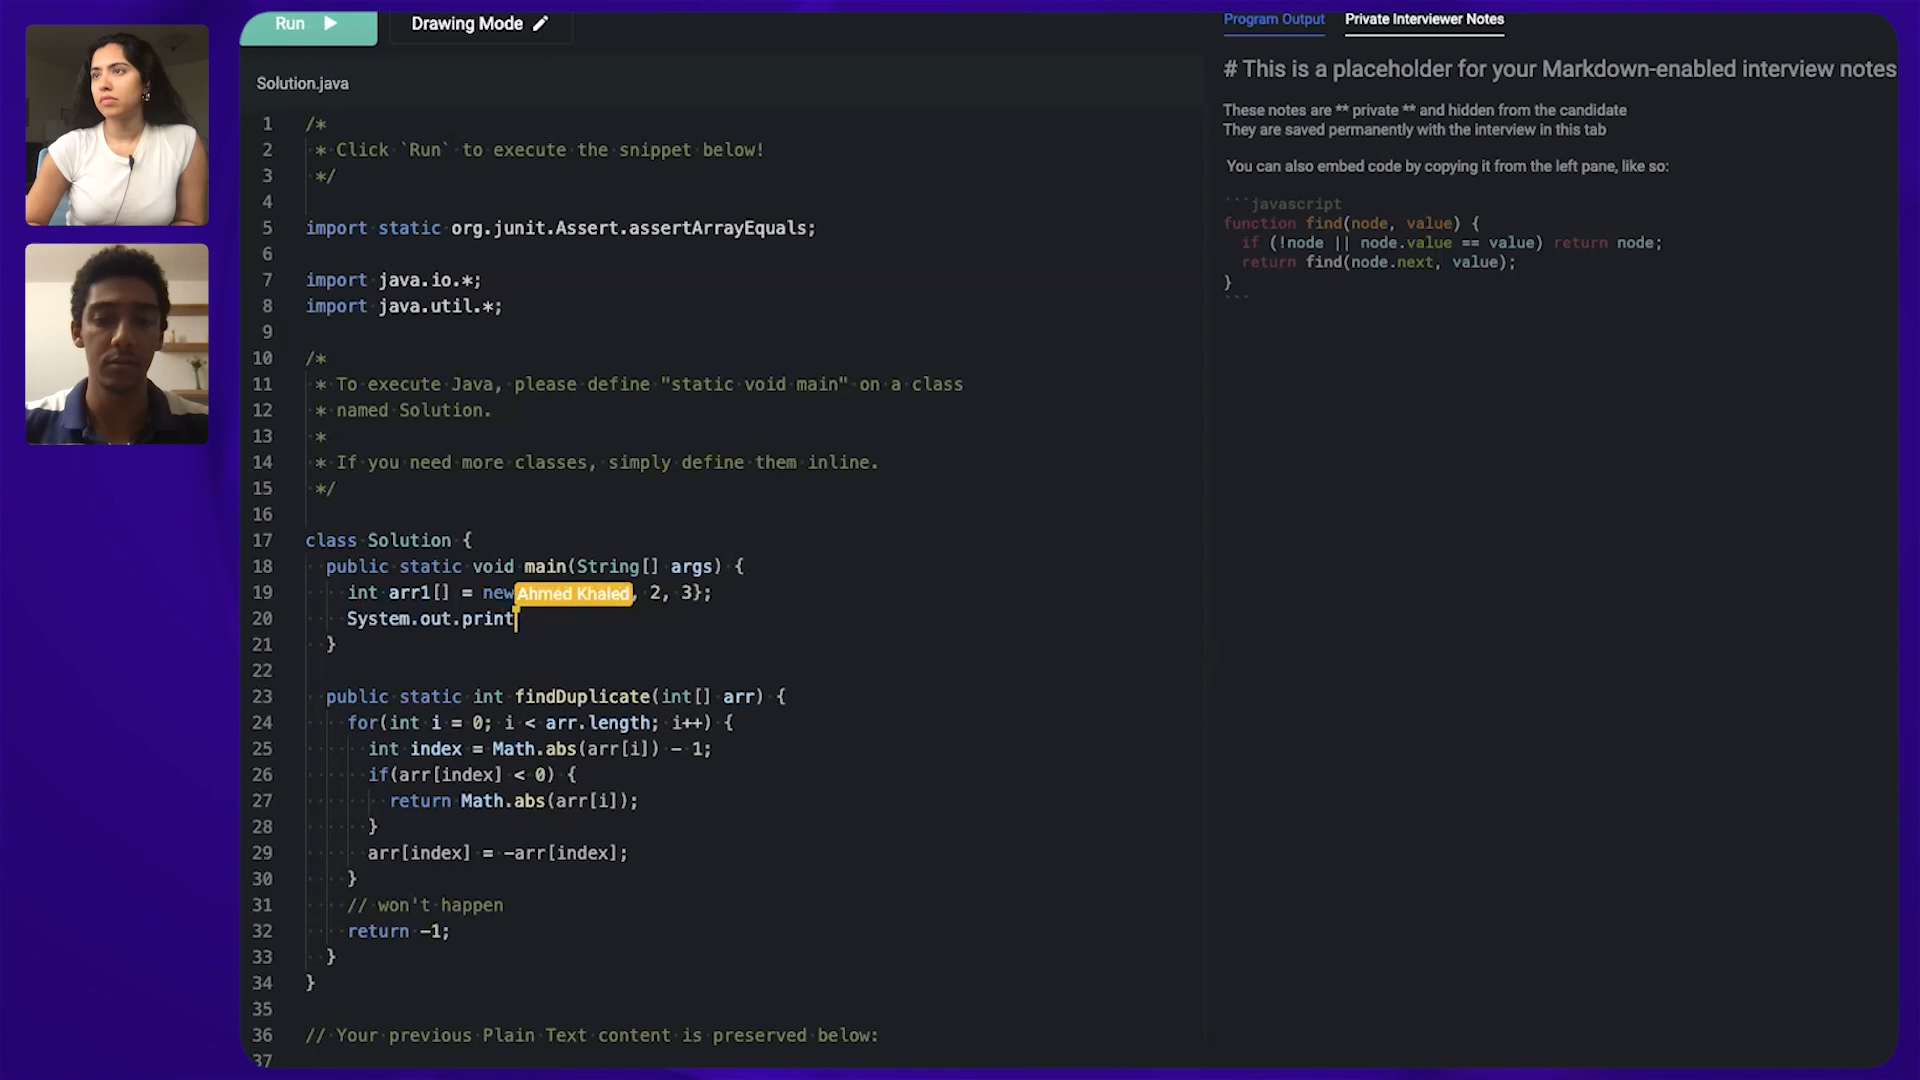 Run
Drawing Mode
Solution.java
1 /*
2 * Click `Run` to execute the snippet below!
3 */
4
5 import static org.junit.Assert.assertArrayEquals;
6
7 import java.io.*;
8 import java.util.*;
9
10 /*
11 * To execute Java, please define "static void main" on a class
12 * named Solution.
13 *
14 * If you need more classes, simply define them inline.
15 */
16
17 class Solution {
18 public static void main(String[] args) {
19 int arr1[] = new Ahmed Khaled, 2, 3};
20 System.out.print
21 }
22
23 public static int findDuplicate(int[] arr) {
24 for(int i = 0; i < arr.length; i++) {
25 int index = Math.abs(arr[i]) - 1;
26 if(arr[index] < 0) {
27 return Math.abs(arr[i]);
28 }
29 arr[index] = -arr[index];
30 }
31 // won't happen
32 return -1;
33 }
34 }
35
36 // Your previous Plain Text content is preserved below:
37
Program Output
Private Interviewer Notes
# This is a placeholder for your Markdown-enabled interview notes
These notes are ** private ** and hidden from the candidate
They are saved permanently with the interview in this tab
You can also embed code by copying it from the left pane, like so:
```javascript
function find(node, value) {
if (!node || node.value == value) return node;
return find(node.next, value);
}
```